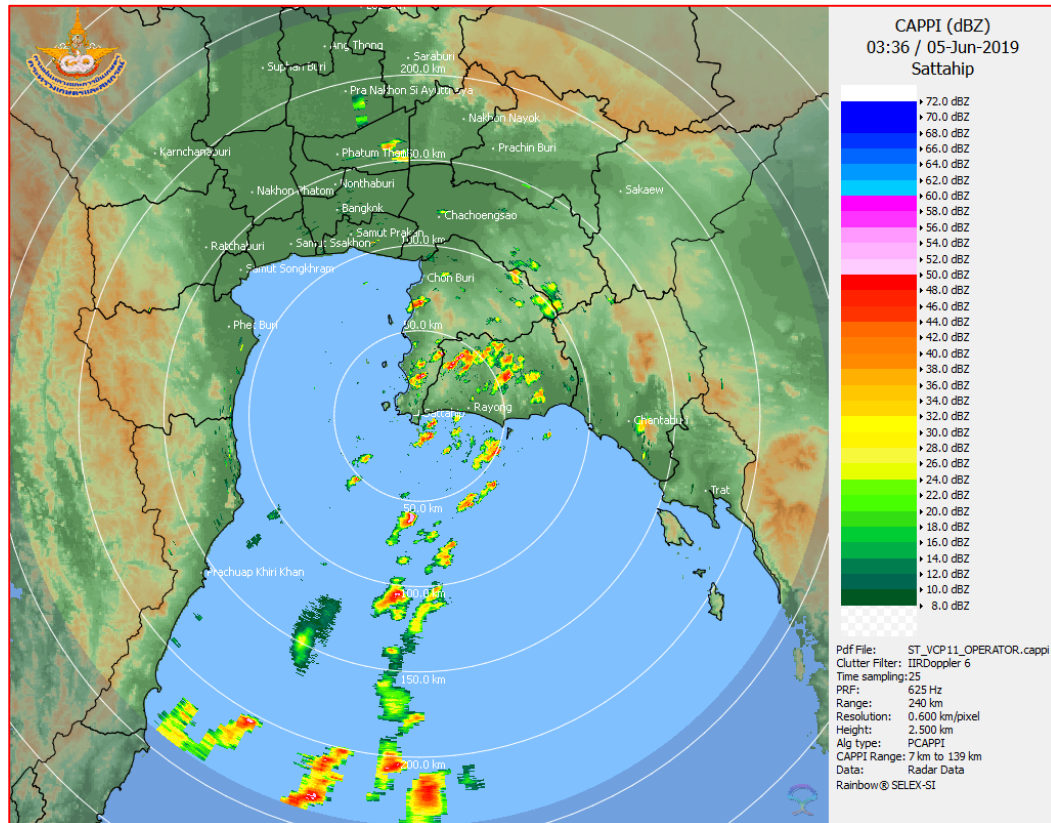 CAPPI (dBZ)
03:36 / 05-Jun-2019
Sattahip
72.0 dBZ
70.0 dBZ
68.0 dBZ
66.0 dBZ
64.0 dBZ
62.0 dBZ
60.0 dBZ
58.0 dBZ
56.0 dBZ
54.0 dBZ
52.0 dBZ
50.0 dBZ
48.0 dBZ
46.0 dBZ
44.0 dBZ
42.0 dBZ
40.0 dBZ
38.0 dBZ
36.0 dBZ
34.0 dBZ
32.0 dBZ
30.0 dBZ
28.0 dBZ
26.0 dBZ
24.0 dBZ
22.0 dBZ
20.0 dBZ
18.0 dBZ
16.0 dBZ
14.0 dBZ
12.0 dBZ
10.0 dBZ
8.0 dBZ
Pdf File: ST_VCP11_OPERATOR.cappi
Clutter Filter: IIRDoppler 6
Time sampling:25
PRF: 625 Hz
Range: 240 km
Resolution: 0.600 km/pixel
Height: 2.500 km
Alg type: PCAPPI
CAPPI Range: 7 km to 139 km
Data: Radar Data
Rainbow® SELEX-SI
Ang Thong
Saraburi
Suphan Buri
200.0 km
Pra Nakhon Si Ayutthaya
Nakhon Nayok
Karnchanaburi
Prachin Buri
Nonthaburi
Nakhon Phatom
Sakaew
Bangkok
Chachoengsao
Samut Prakan
Samut Ssakhon
Ratchaburi
100.0 km
Samut Songkhram
Chon Buri
Phet Buri
Sattahip
Rayong
Trat
50.0 km
Prachuap Khiri Khan
100.0 km
150.0 km
200.0 km